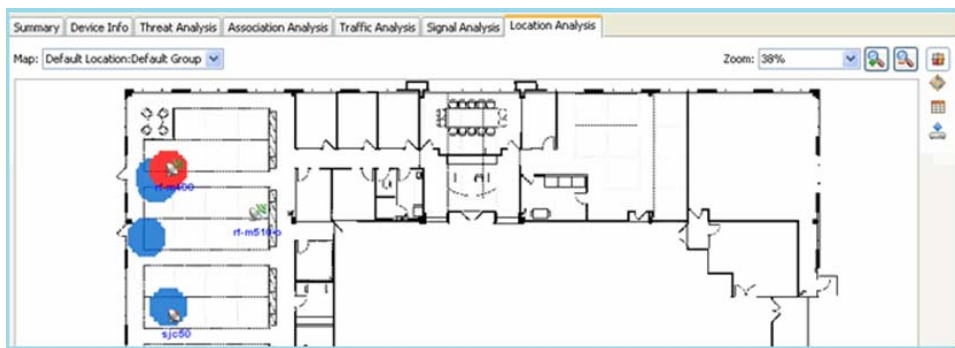 Summary Device Info Threat Analysis Association Analysis Traffic Analysis Signal Analysis Location Analysis
Map: Default Location:Default Group Zoom: 38%
rf-m400
rf-m510-p
sjc50